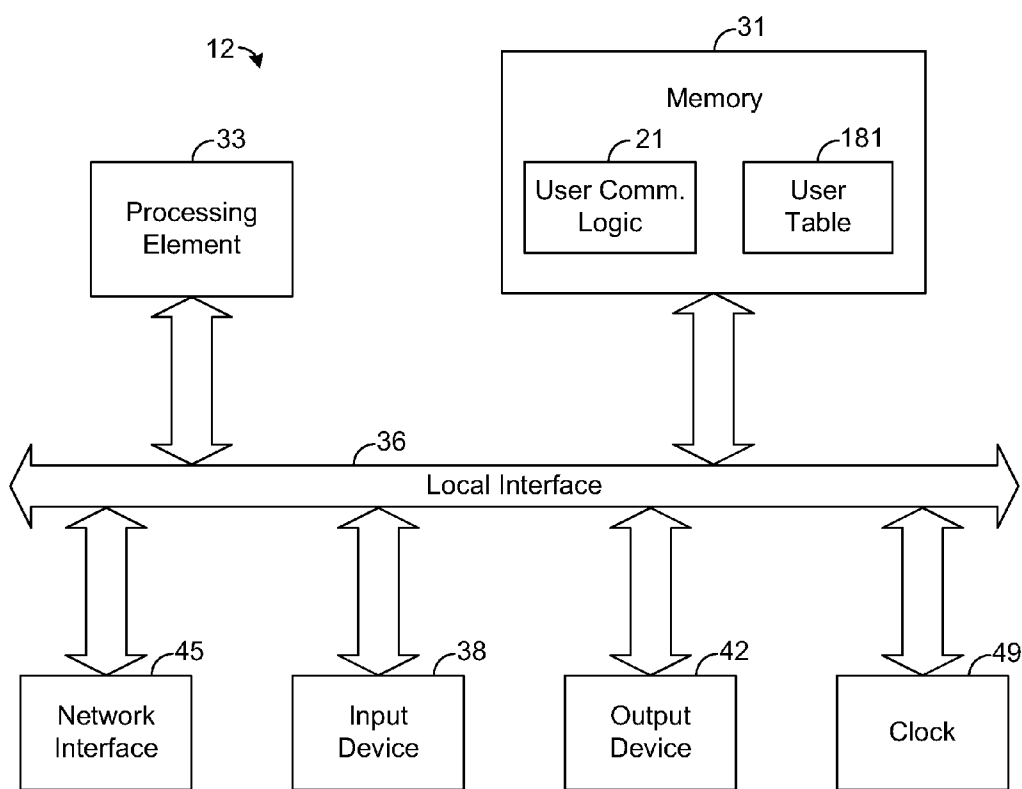 12
31
Memory
33
Processing
Element
21
User Comm.
Logic
181
User
Table
36
Local Interface
45
Network
Interface
38
Input
Device
42
Output
Device
49
Clock